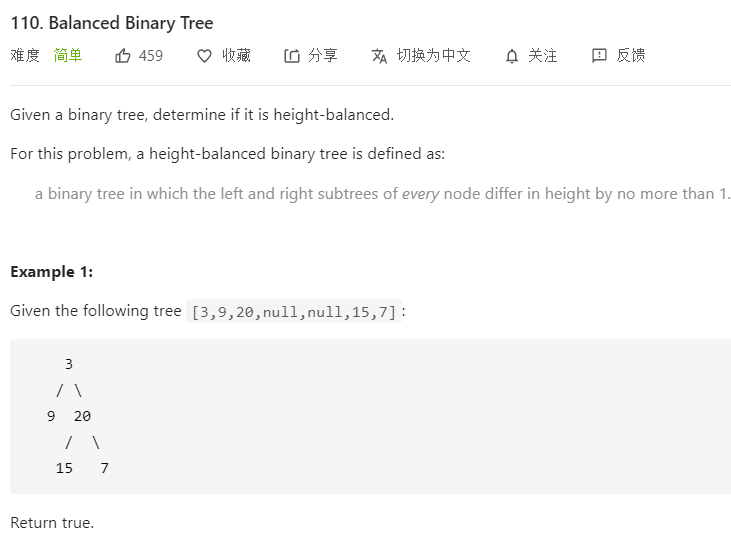 110. Balanced Binary Tree
难度 简单 459 收藏 分享 切换为中文 关注 反馈
Given a binary tree, determine if it is height-balanced.
For this problem, a height-balanced binary tree is defined as:
a binary tree in which the left and right subtrees of every node differ in height by no more than 1.
Example 1:
Given the following tree [3,9,20,null,null,15,7]:
3
/ \
9 20
/ \
15 7
Return true.